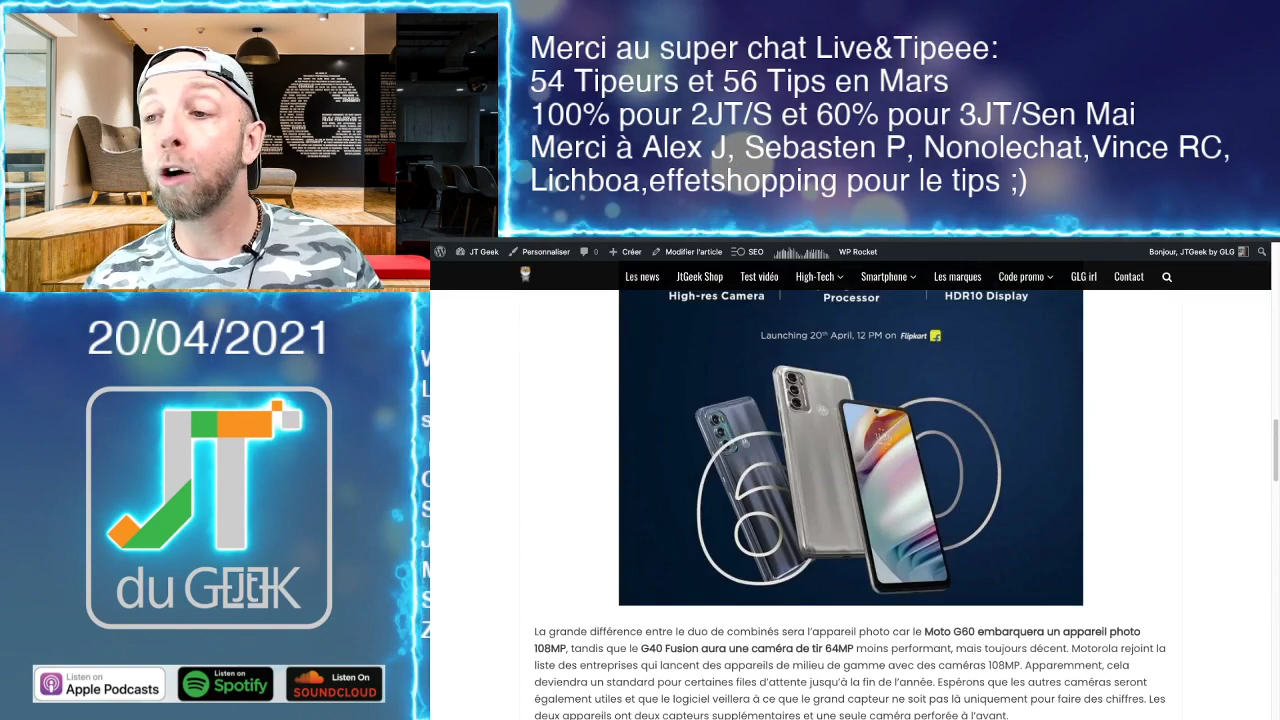 Merci au super chat Live&Tipeee:
54 Tipeurs et 56 Tips en Mars
100% pour 2JT/S et 60% pour 3JT/Sen Mai
Merci à Alex J, Sebasten P, Nonolechat,Vince RC,
Lichboa,effetshopping pour le tips ;)
JT Geek
Personnaliser
0
Créer
Modifier l'article
SEO
WP Rocket
Bonjour, JTGeek by GLG
Les news
JtGeek Shop
Test vidéo
High-Tech
Smartphone
Les marques
Code promo
GLG irl
Contact
High-res Camera
Processor
HDR10 Display
Launching 20th April, 12 PM on Flipkart
60
20/04/2021
JT
du GEEK
Listen on
Apple Podcasts
Listen on
Spotify
Listen on
SOUNDCLOUD
La grande différence entre le duo de combinés sera l'appareil photo car le Moto G60 embarquera un appareil photo
108MP, tandis que le G40 Fusion aura une caméra de tir 64MP moins performant, mais toujours décent. Motorola rejoint la
liste des entreprises qui lancent des appareils de milieu de gamme avec des caméras 108MP. Apparemment, cela
deviendra un standard pour certaines files d'attente jusqu'à la fin de l'année. Espérons que les autres caméras seront
également utiles et que le logiciel veillera à ce que le grand capteur ne soit pas là uniquement pour faire des chiffres. Les
deux appareils ont deux capteurs supplémentaires et une seule caméra perforée à l'avant.